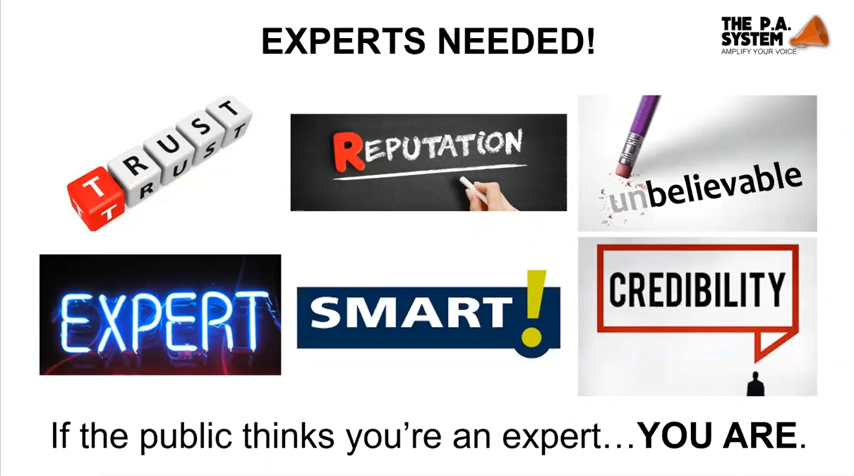 EXPERTS NEEDED!
THE P.A.
SYSTEM
AMPLIFY YOUR VOICE
TRUST
TRUST
REPUTATION
unbelievable
EXPERT
SMART!
CREDIBILITY
If the public thinks you're an expert…YOU ARE.